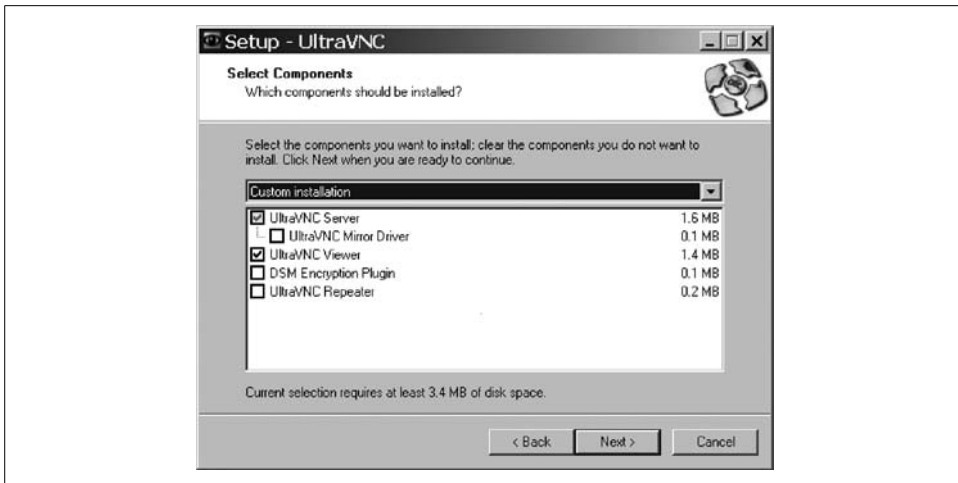 Setup - UltraVNC
Select Components
Which components should be installed?
Select the components you want to install; clear the components you do not want to
install. Click Next when you are ready to continue.
Custom installation
UltraVNC Server 1.6 MB
UltraVNC Mirror Driver 0.1 MB
UltraVNC Viewer 1.4 MB
DSM Encryption Plugin 0.1 MB
UltraVNC Repeater 0.2 MB
Current selection requires at least 3.4 MB of disk space.
< Back Next > Cancel